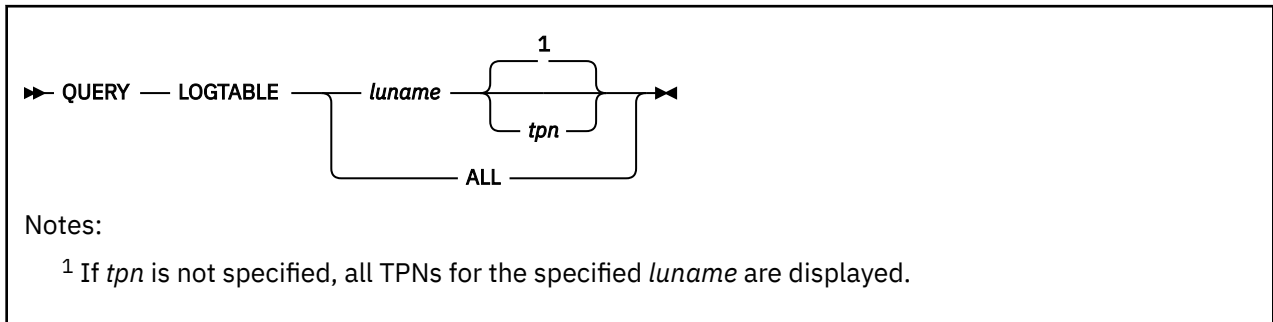 1
QUERY LOGTABLE luname
tpn
ALL
Notes:
1 If tpn is not specified, all TPNs for the specified luname are displayed.